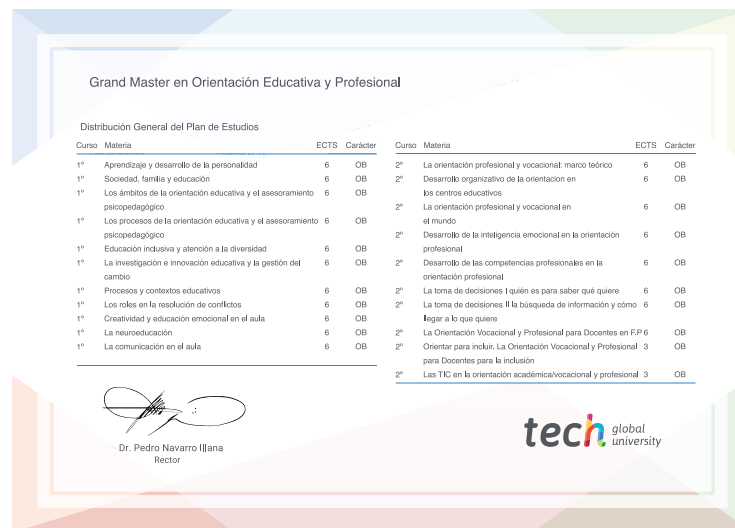 Grand Master en Orientación Educativa y Profesional
Distribución General del Plan de Estudios
Curso Materia ECTS Carácter
1º Aprendizaje y desarrollo de la personalidad 6 OB
1º Sociedad, familia y educación 6 OB
1º Los ámbitos de la orientación educativa y el asesoramiento 6 OB
psicopedagógico
1º Los procesos de la orientación educativa y el asesoramiento 6 OB
psicopedagógico
1º Educación inclusiva y atención a la diversidad 6 OB
1º La investigación e innovación educativa y la gestión del 6 OB
cambio
1º Procesos y contextos educativos 6 OB
1º Los roles en la resolución de conflictos 6 OB
1º Creatividad y educación emocional en el aula 6 OB
1º La neuroeducación 6 OB
1º La comunicación en el aula 6 OB
Curso Materia ECTS Carácter
2º La orientación profesional y vocacional: marco teórico 6 OB
2º Desarrollo organizativo de la orientacion en 6 OB
los centros educativos
2º La orientación profesional y vocacional en 6 OB
el mundo
2º Desarrollo de la inteligencia emocional en la orientación 6 OB
profesional
2º Desarrollo de las competencias profesionales en la 6 OB
orientación profesional
2º La toma de decisiones I quién es para saber qué quiere 6 OB
2º La toma de decisiones II la búsqueda de información y cómo 6 OB
llegar a lo que quiere
2º La Orientación Vocacional y Profesional para Docentes en F.P 6 OB
2º Orientar para incluir. La Orientación Vocacional y Profesional 3 OB
para Docentes para la inclusión
2º Las TIC en la orientación académica/vocacional y profesional 3 OB
Dr. Pedro Navarro Illana
Rector
tech global
university